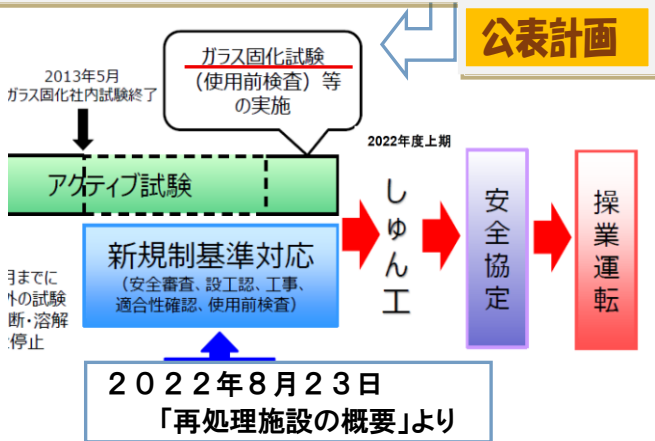 公表計画
ガラス固化試験
(使用前検査)等
の実施
2013年5月
ガラス固化社内試験終了
2022年度上期
アクティブ試験
新規制基準対応
(安全審査、設工認、工事、
適合性確認、使用前検査)
しゅん工
安全協定
操業運転
月までに
外の試験
断・溶解
停止
2022年8月23日
「再処理施設の概要」より